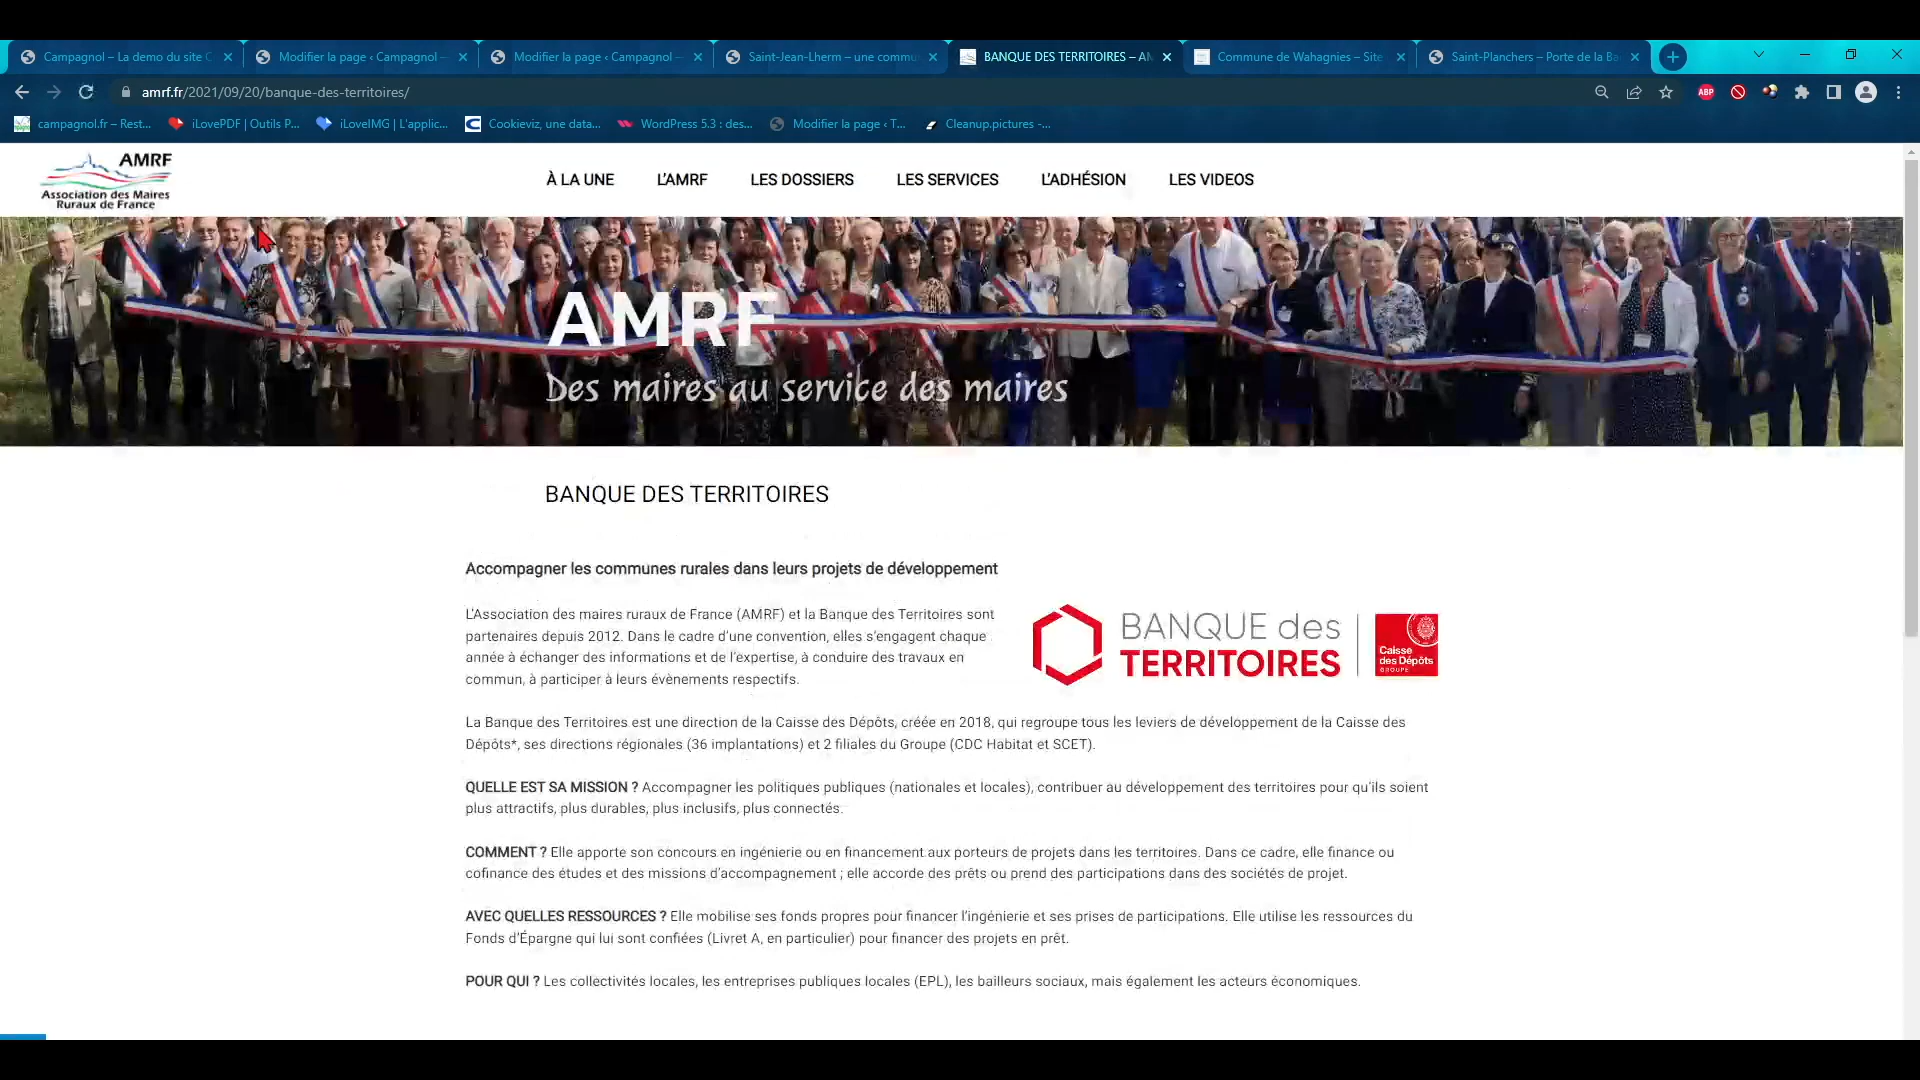 Campagnol – La demo du site C
Modifier la page ‹ Campagnol –
Modifier la page ‹ Campagnol —
Saint-Jean-Lherm – une commu
BANQUE DES TERRITOIRES – AM
Commune de Wahagnies – Site
Saint-Planchers – Porte de la Ba
amrf.fr/2021/09/20/banque-des-territoires/
ABP
campagnol.fr – Rest...
iLovePDF | Outils P...
iLoveIMG | L'applic...
Cookieviz, une data...
WordPress 5.3 : des...
Modifier la page ‹ T...
Cleanup.pictures -...
AMRF
Association des Maires
Ruraux de France
À LA UNE
L'AMRF
LES DOSSIERS
LES SERVICES
L'ADHÉSION
LES VIDEOS
AMRF
Des maires au service des maires
BANQUE DES TERRITOIRES
Accompagner les communes rurales dans leurs projets de développement
L'Association des maires ruraux de France (AMRF) et la Banque des Territoires sont
partenaires depuis 2012. Dans le cadre d'une convention, elles s'engagent chaque
année à échanger des informations et de l'expertise, à conduire des travaux en
commun, à participer à leurs évènements respectifs.
BANQUE des
TERRITOIRES
Caisse
des Dépôts
GROUPE
La Banque des Territoires est une direction de la Caisse des Dépôts, créée en 2018, qui regroupe tous les leviers de développement de la Caisse des
Dépôts*, ses directions régionales (36 implantations) et 2 filiales du Groupe (CDC Habitat et SCET).
QUELLE EST SA MISSION ? Accompagner les politiques publiques (nationales et locales), contribuer au développement des territoires pour qu'ils soient
plus attractifs, plus durables, plus inclusifs, plus connectés.
COMMENT ? Elle apporte son concours en ingénierie ou en financement aux porteurs de projets dans les territoires. Dans ce cadre, elle finance ou
cofinance des études et des missions d'accompagnement ; elle accorde des prêts ou prend des participations dans des sociétés de projet.
AVEC QUELLES RESSOURCES ? Elle mobilise ses fonds propres pour financer l'ingénierie et ses prises de participations. Elle utilise les ressources du
Fonds d'Épargne qui lui sont confiées (Livret A, en particulier) pour financer des projets en prêt.
POUR QUI ? Les collectivités locales, les entreprises publiques locales (EPL), les bailleurs sociaux, mais également les acteurs économiques.